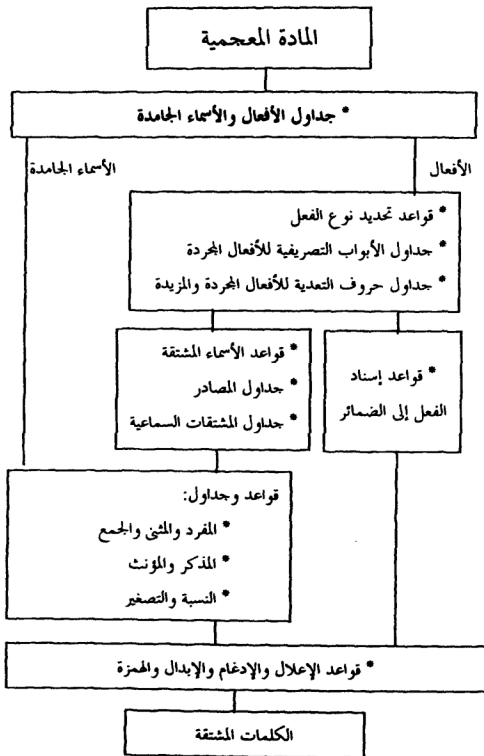 المادة المعجمية
* جداول الأفعال والأسماء الجامدة
الأفعال
الأسماء الجامدة
* قواعد تحديد نوع الفعل
* جداول الأبواب التصريفية للأفعال المجردة
* جداول حروف التعدية للأفعال المجردة والمزيدة
* قواعد إسناد
الفعل إلى الضمائر
* قواعد الأسماء المشتقة
* جداول المصادر
* جداول المشتقات السماعية
قواعد وجداول:
* المفرد والمثنى والجمع
* المذكر والمؤنث
* النسبة والتصغير
* قواعد الإعلال والإدغام والإبدال والهمزة
الكلمات المشتقة